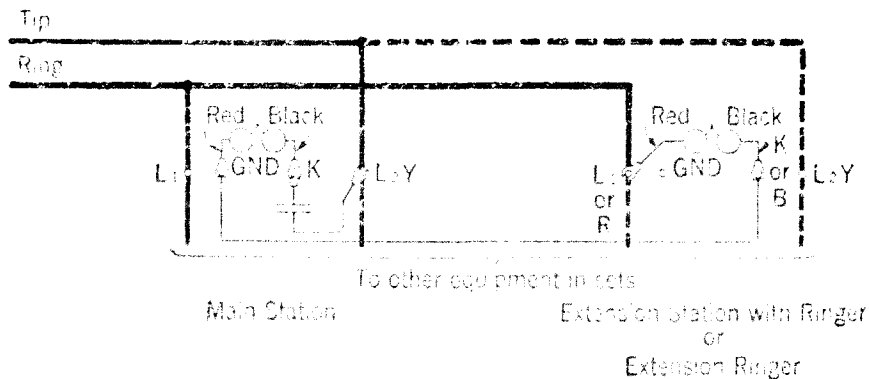 Tip
Ring
Red Black
Red Black
L1
GND
K
L2Y
L1
or
R
GND
K
or
B
L2Y
To other equipment in sets
Main Station
Extension Station with Ringer
or
Extension Ringer